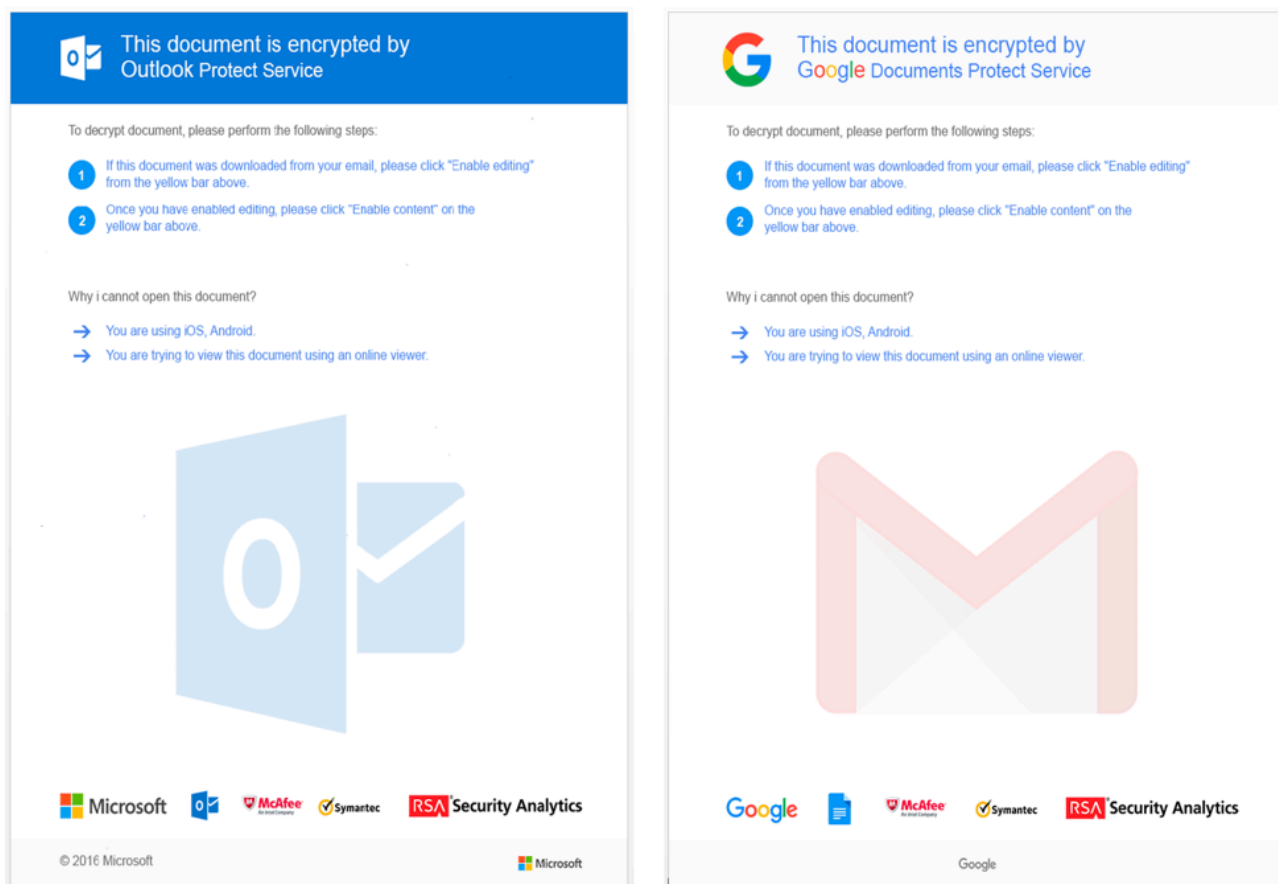 This document is encrypted by
Outlook Protect Service
To decrypt document, please perform the following steps:
1
If this document was downloaded from your email, please click "Enable editing"
from the yellow bar above.
2
Once you have enabled editing, please click "Enable content" on the
yellow bar above.
Why i cannot open this document?
→ You are using iOS, Android.
→ You are trying to view this document using an online viewer.
O
Microsoft
McAfee
An Intel Company
Symantec
RSA Security Analytics
© 2016 Microsoft
Microsoft
This document is encrypted by
Google Documents Protect Service
To decrypt document, please perform the following steps:
1
If this document was downloaded from your email, please click "Enable editing"
from the yellow bar above.
2
Once you have enabled editing, please click "Enable content" on the
yellow bar above.
Why i cannot open this document?
→ You are using iOS, Android.
→ You are trying to view this document using an online viewer.
Google
McAfee
An Intel Company
Symantec
RSA Security Analytics
Google